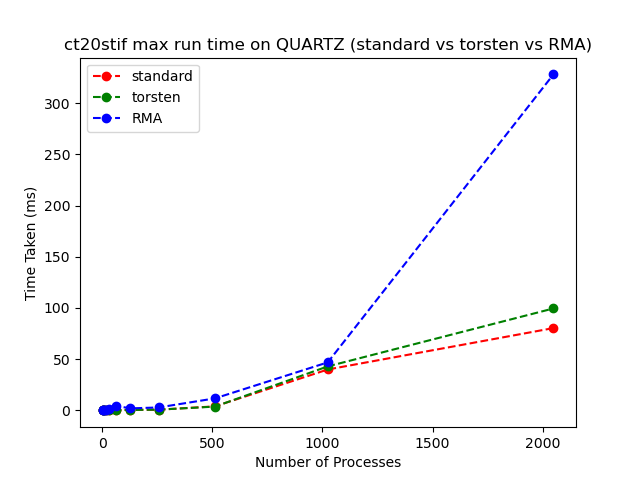 ct20stif max run time on QUARTZ (standard vs torsten vs RMA)
standard
torsten
RMA
Time Taken (ms)
300
250
200
150
100
50
0
0 500 1000 1500 2000
Number of Processes